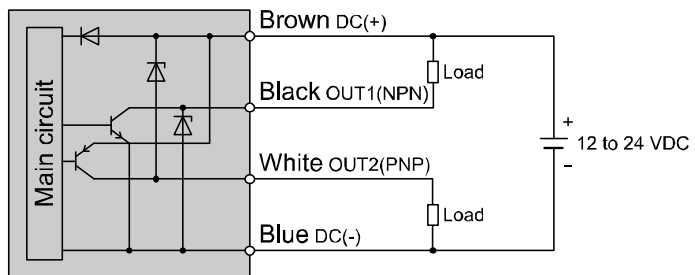 Main circuit
Brown DC(+)
Load
Black OUT1(NPN)
+
12 to 24 VDC
−
White OUT2(PNP)
Load
Blue DC(-)